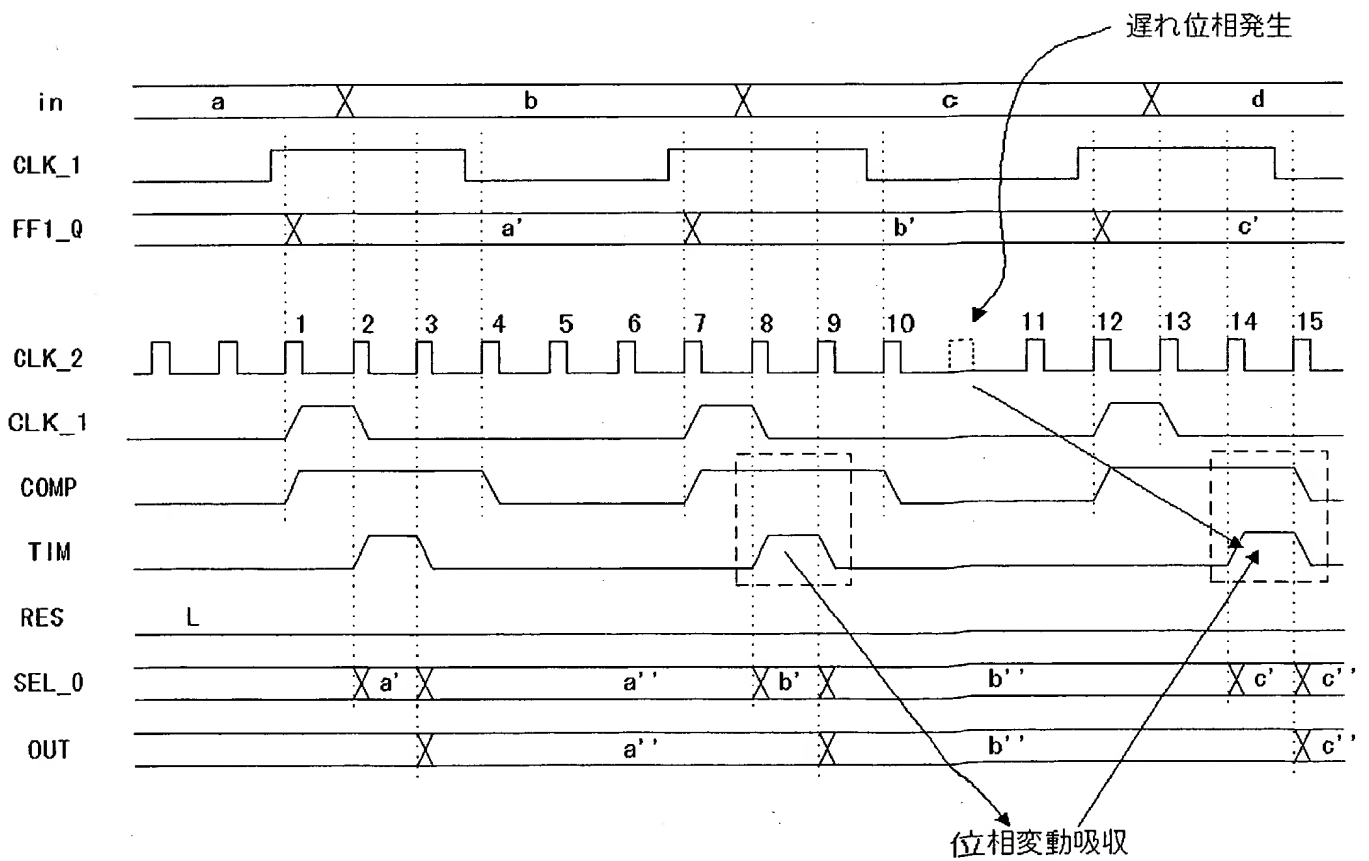 遅れ位相発生
in a b c d
CLK_1
FF1_Q a' b' c'
1 2 3 4 5 6 7 8 9 10 11 12 13 14 15
CLK_2
CLK_1
COMP
TIM
RES L
SEL_O a' a'' b' b'' c' c''
OUT a'' b'' c''
位相変動吸収